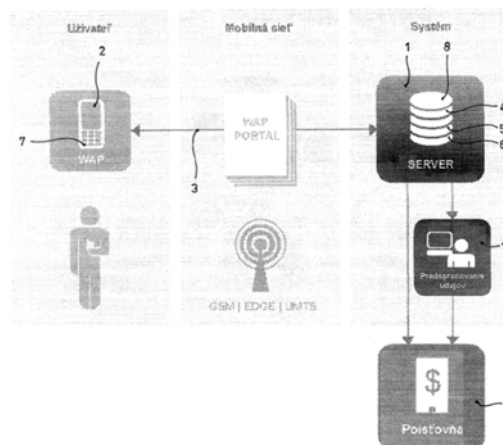 Užívateľ
Mobilná sieť
Systém
2
1
8
4
5
6
7
WAP
3
WAP
PORTAL
SERVER
Predspracovanie
údajov
GSM | EDGE | UMTS
$
Poisťovňa